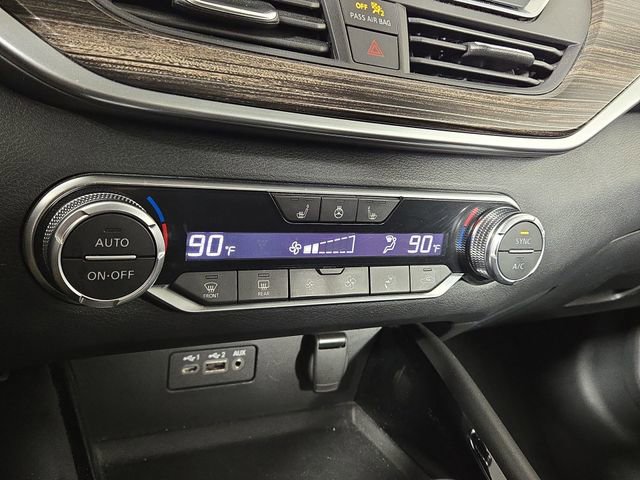 OFF
PASS AIR BAG
AUTO
ON·OFF
90°F
90°F
SYNC
A/C
FRONT
REAR
1
2
AUX